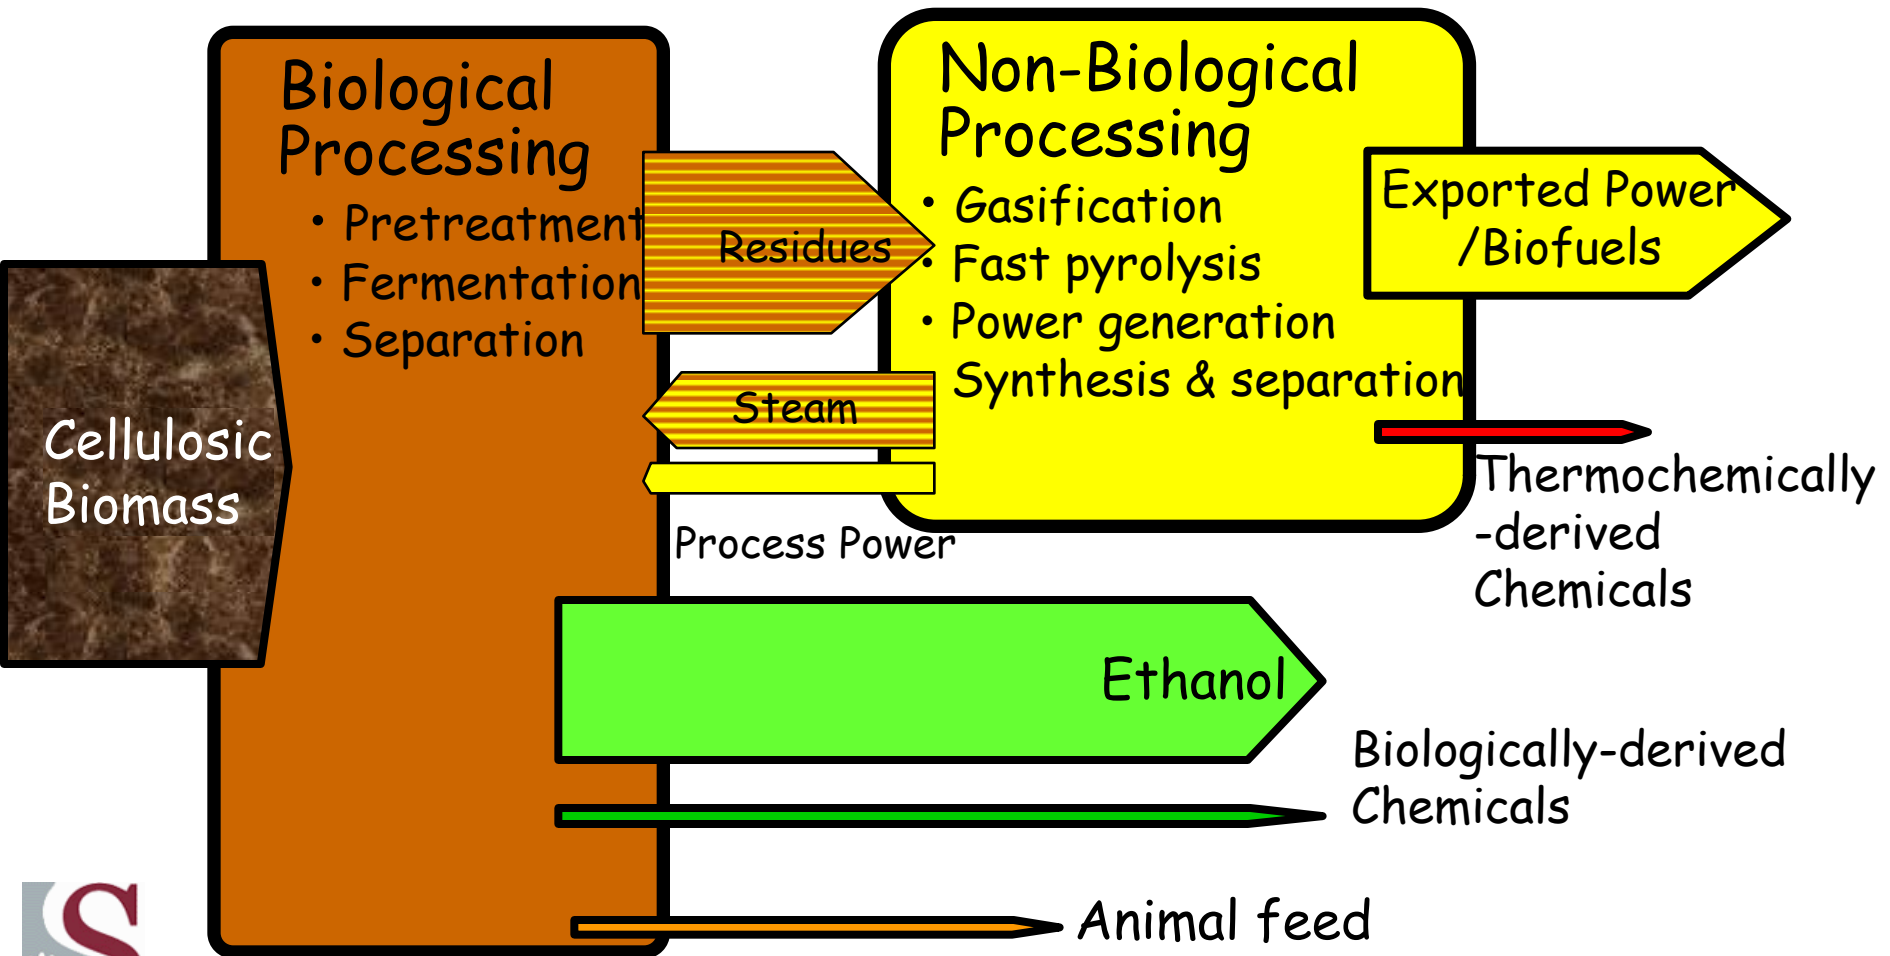 Biological
Processing
• Pretreatment
• Fermentation
• Separation
Cellulosic
Biomass
Residues
Steam
Process Power
Non-Biological
Processing
• Gasification
• Fast pyrolysis
• Power generation
Synthesis & separation
Exported Power
/Biofuels
Thermochemically
-derived
Chemicals
Ethanol
Biologically-derived
Chemicals
Animal feed
S